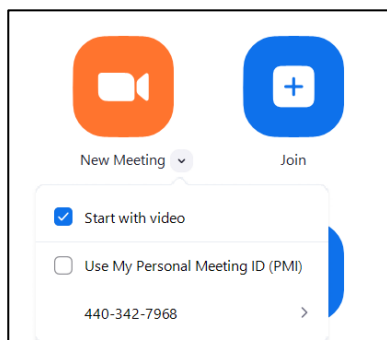 New Meeting
Join
Start with video
Use My Personal Meeting ID (PMI)
440-342-7968